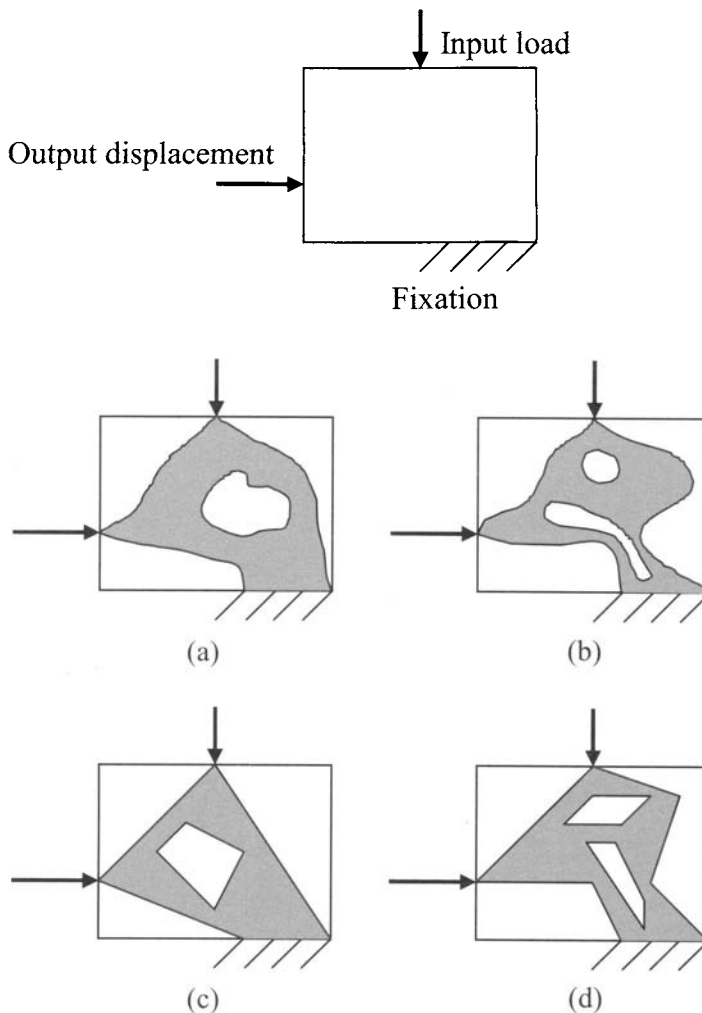 Input load
Output displacement
Fixation
(a)
(b)
(c)
(d)